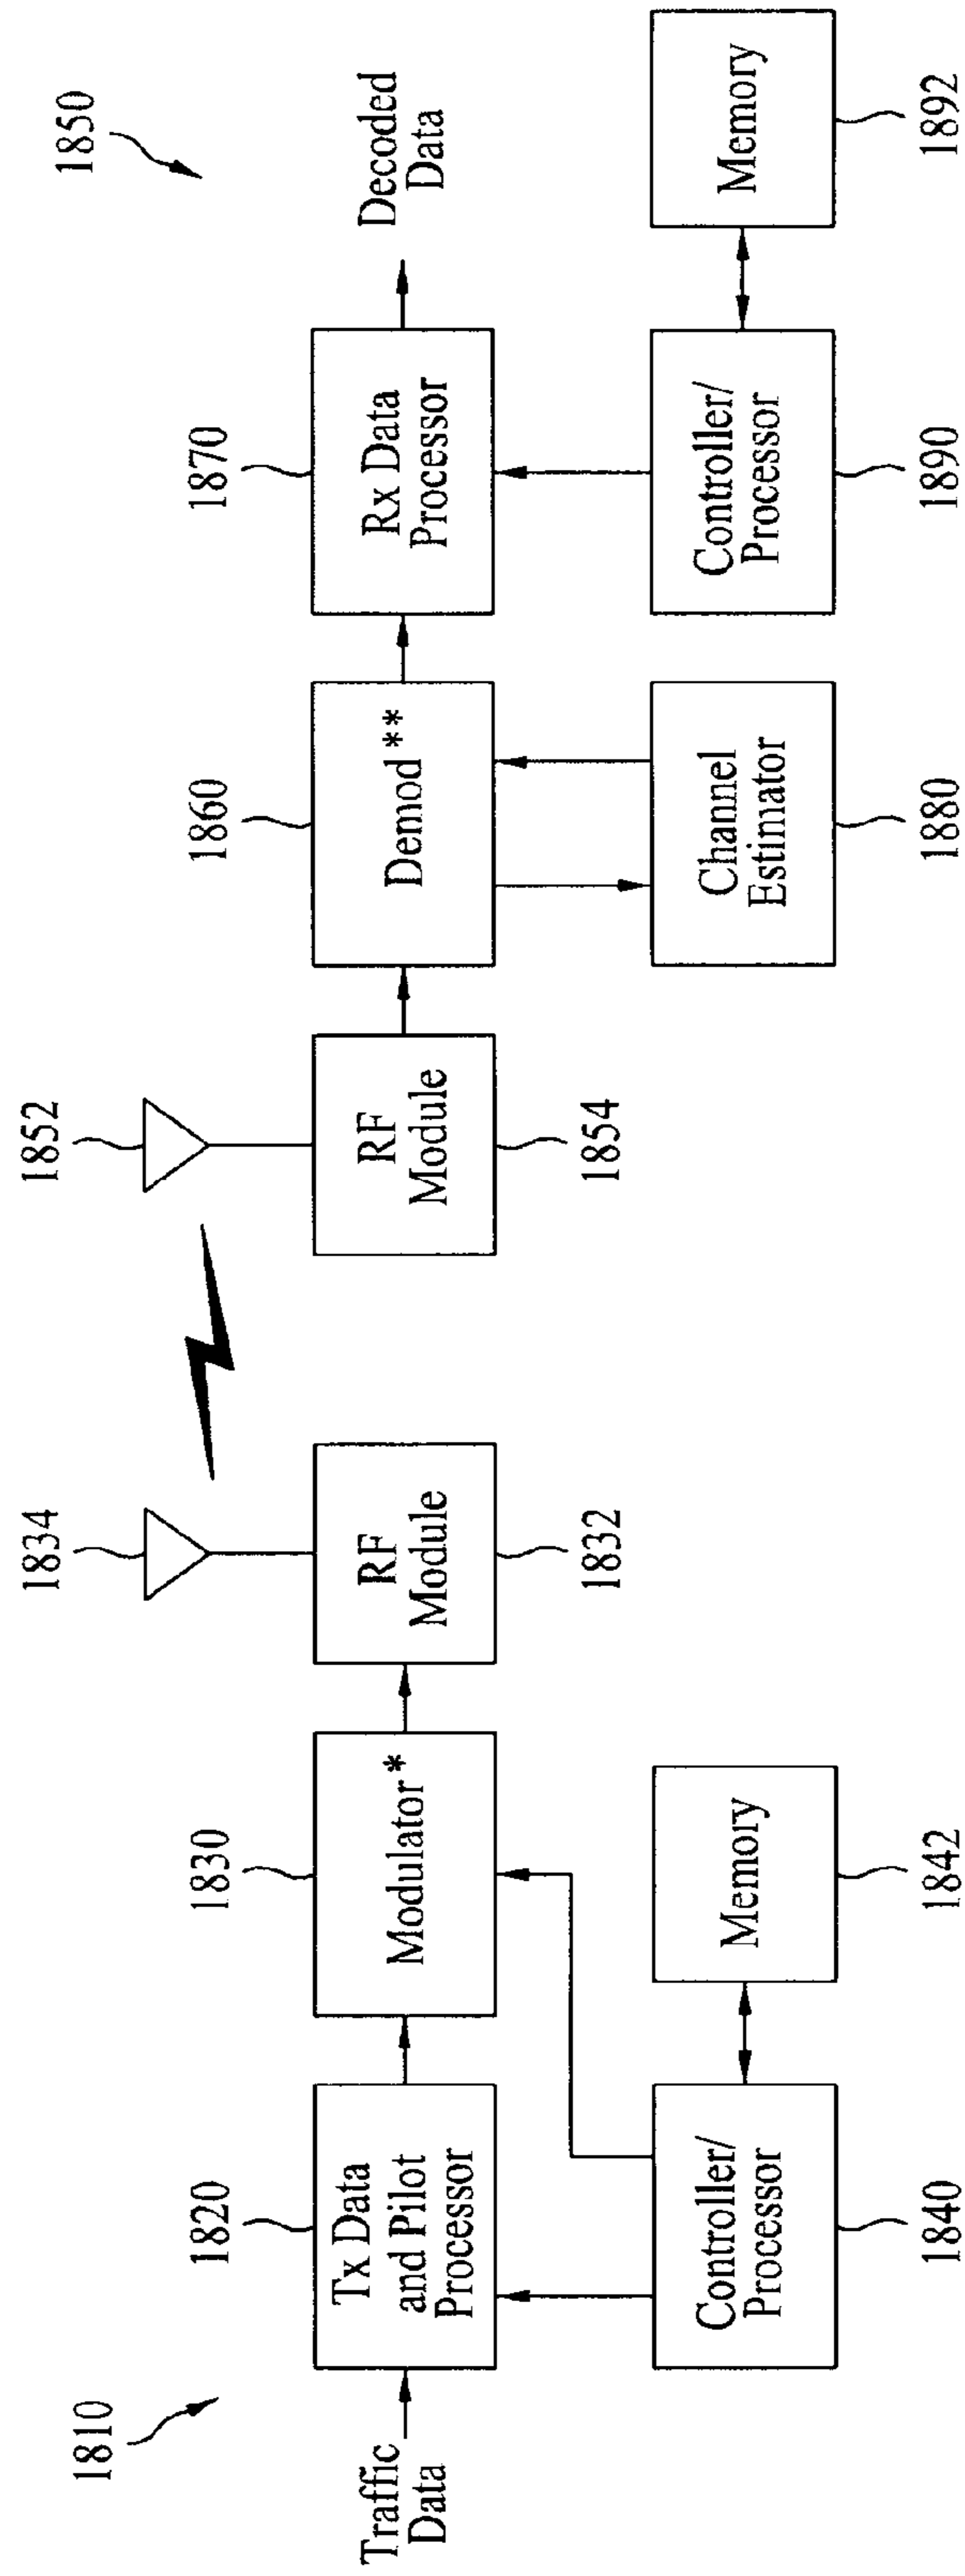 1810
Traffic
Data
1820
Tx Data
and Pilot
Processor
1830
Modulator*
1834
RF
Module
1832
Controller/
Processor
1840
Memory
1842
1850
1852
RF
Module
1854
1860
Demod**
1870
Rx Data
Processor
Decoded
Data
Channel
Estimator
1880
Controller/
Processor
1890
Memory
1892